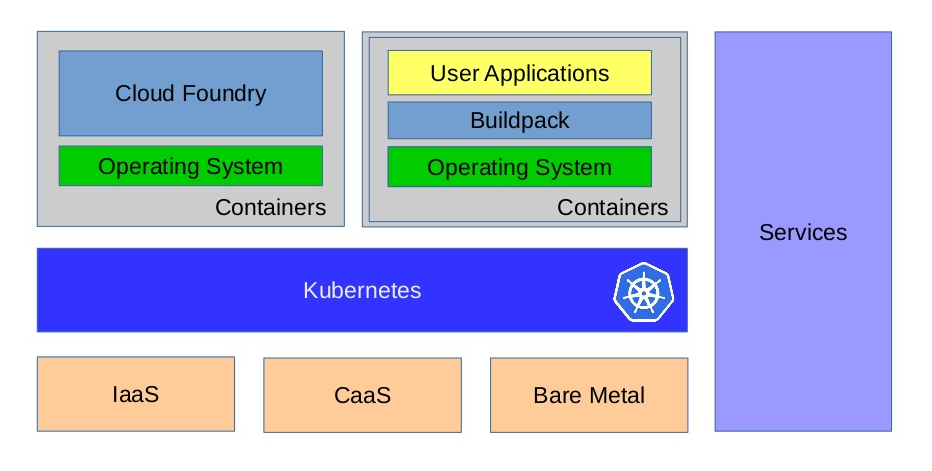 Cloud Foundry
Operating System
Containers
User Applications
Buildpack
Operating System
Containers
Services
Kubernetes
IaaS
CaaS
Bare Metal